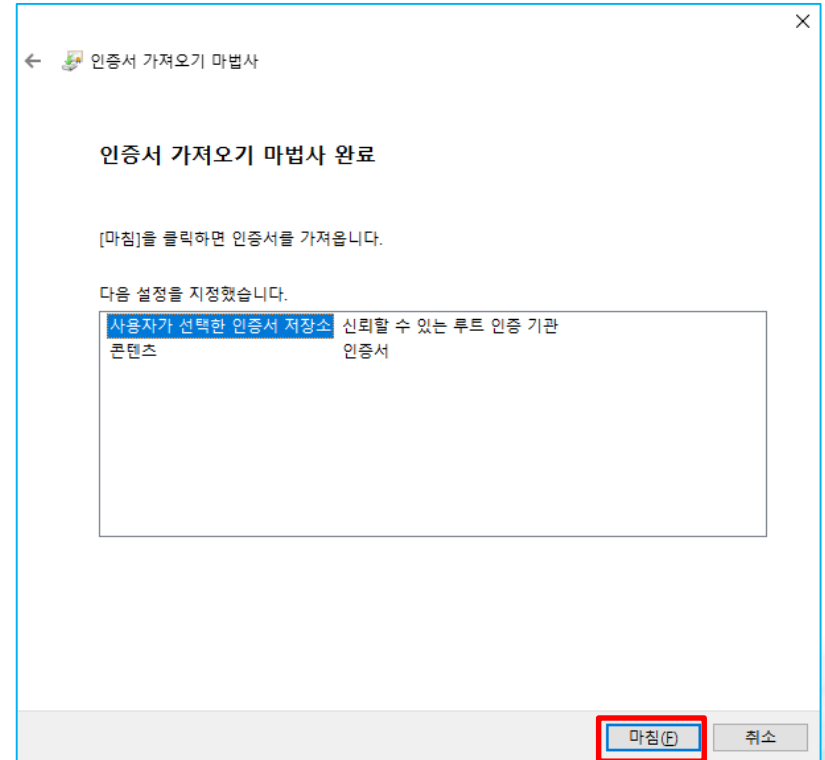 인증서 가져오기 마법사
인증서 가져오기 마법사 완료
[마침]을 클릭하면 인증서를 가져옵니다.
다음 설정을 지정했습니다.
사용자가 선택한 인증서 저장소 신뢰할 수 있는 루트 인증 기관
콘텐츠 인증서
마침(F) 취소